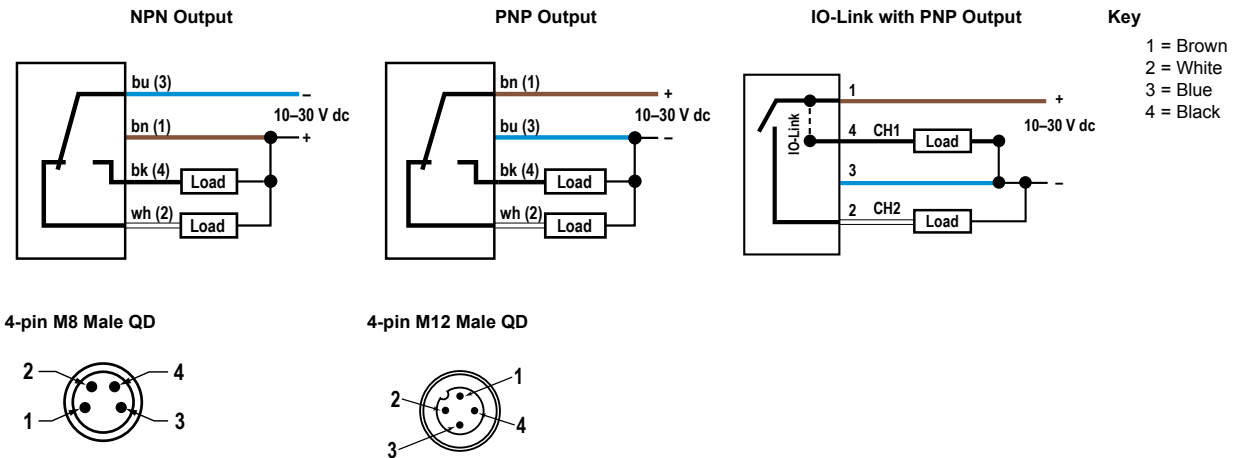 NPN Output
bu (3)
–
10–30 V dc
bn (1)
+
bk (4)
Load
wh (2)
Load
PNP Output
bn (1)
+
10–30 V dc
bu (3)
–
bk (4)
Load
wh (2)
Load
IO-Link with PNP Output
1
+
10–30 V dc
IO-Link
4
CH1
Load
3
–
2
CH2
Load
Key
1 = Brown
2 = White
3 = Blue
4 = Black
4-pin M8 Male QD
2
4
1
3
4-pin M12 Male QD
1
2
4
3